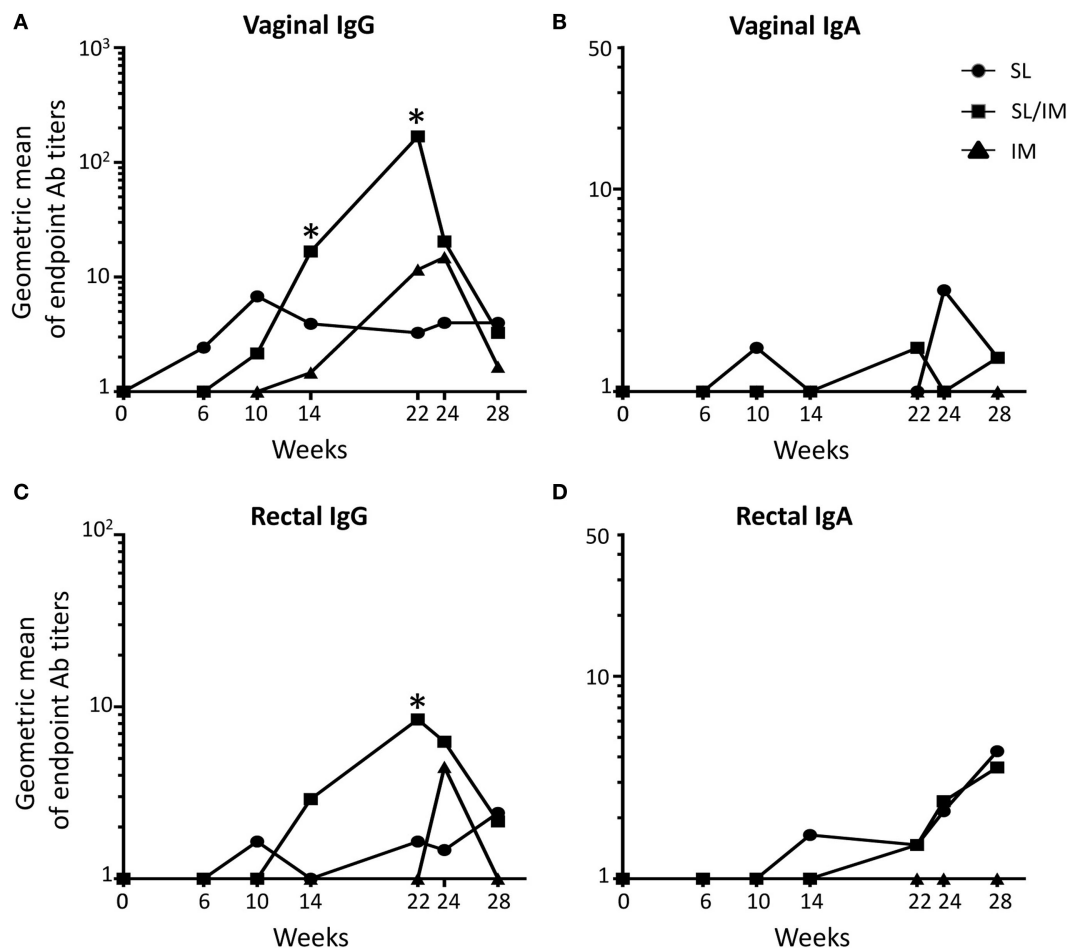 A
Vaginal IgG
Geometric mean
of endpoint Ab titers
10³
10²
10
1
*
*
0 6 10 14 22 24 28
Weeks
B
Vaginal IgA
50
10
1
SL
SL/IM
IM
0 6 10 14 22 24 28
Weeks
C
Rectal IgG
Geometric mean
of endpoint Ab titers
10²
10
1
*
0 6 10 14 22 24 28
Weeks
D
Rectal IgA
50
10
1
0 6 10 14 22 24 28
Weeks